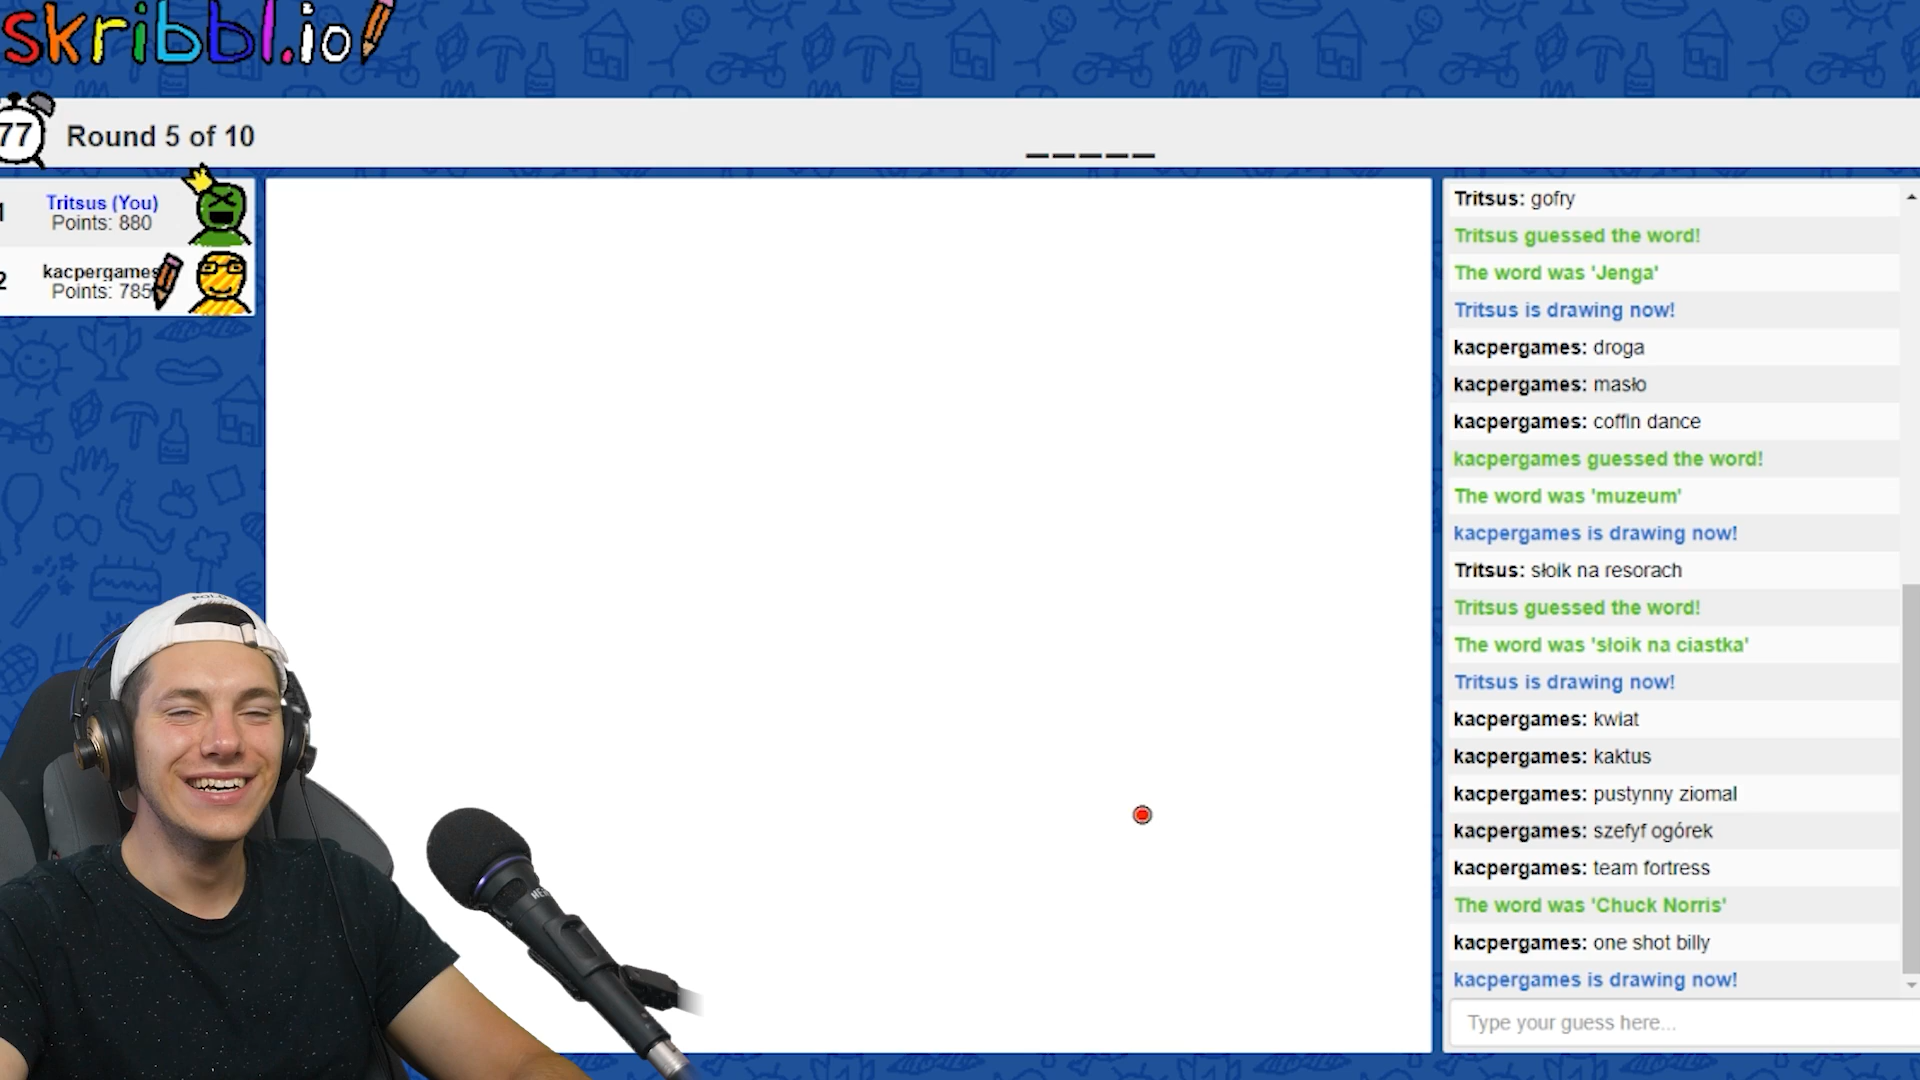 skribbl.io
77
Round 5 of 10
_____
1
Tritsus (You)
Points: 880
2
kacpergames
Points: 785
Tritsus: gofry
Tritsus guessed the word!
The word was 'Jenga'
Tritsus is drawing now!
kacpergames: droga
kacpergames: masło
kacpergames: coffin dance
kacpergames guessed the word!
The word was 'muzeum'
kacpergames is drawing now!
Tritsus: słoik na resorach
Tritsus guessed the word!
The word was 'słoik na ciastka'
Tritsus is drawing now!
kacpergames: kwiat
kacpergames: kaktus
kacpergames: pustynny ziomal
kacpergames: szefyf ogórek
kacpergames: team fortress
The word was 'Chuck Norris'
kacpergames: one shot billy
kacpergames is drawing now!
Type your guess here...